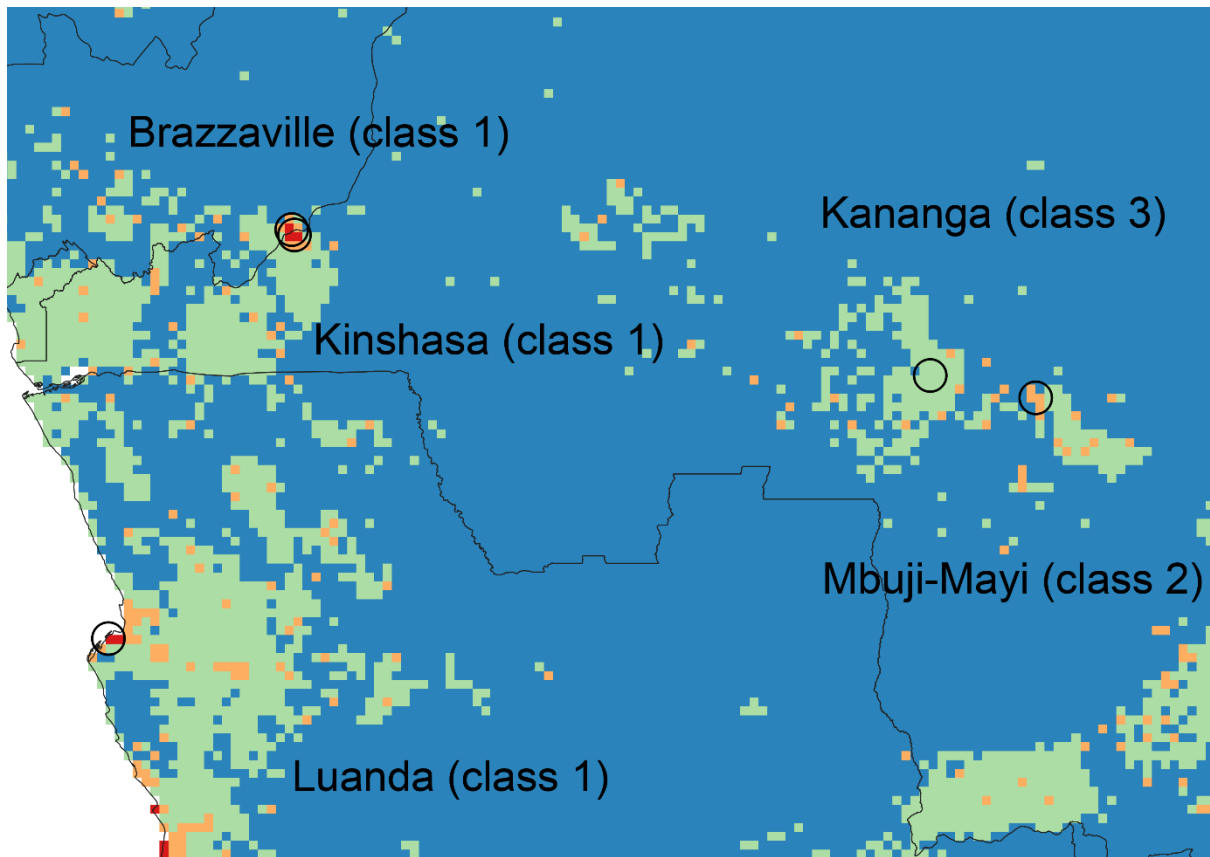 Brazzaville (class 1)
Kananga (class 3)
Kinshasa (class 1)
Mbuji-Mayi (class 2)
Luanda (class 1)